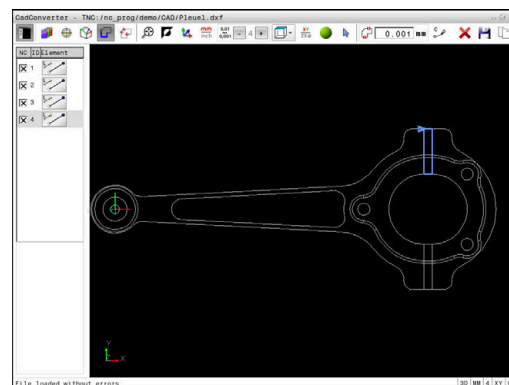 CadConverter - TNC:/nc_prog/demo/CAD/Pleuel.dxf
mm
inch
0,01
0,001
4
XY
0.001 mm
NC ID Element
1
2
3
4
Y
X
File loaded without errors
3D MM 4 XY